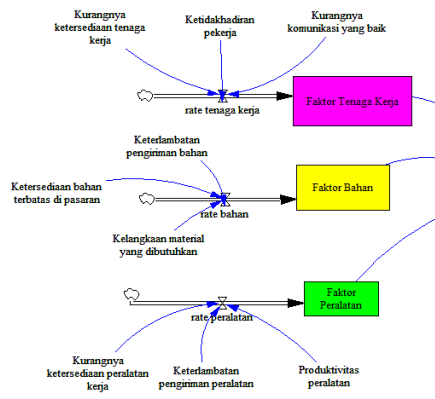 Kurangnya
ketersediaan tenaga
kerja
Ketidakhadiran
pekerja
Kurangnya
komunikasi yang baik
rate tenaga kerja
Faktor Tenaga Kerja
Keterlambatan
pengiriman bahan
Ketersediaan bahan
terbatas di pasaran
rate bahan
Faktor Bahan
Kelangkaan material
yang dibutuhkan
rate peralatan
Faktor
Peralatan
Kurangnya
ketersediaan peralatan
kerja
Keterlambatan
pengiriman peralatan
Produktivitas
peralatan